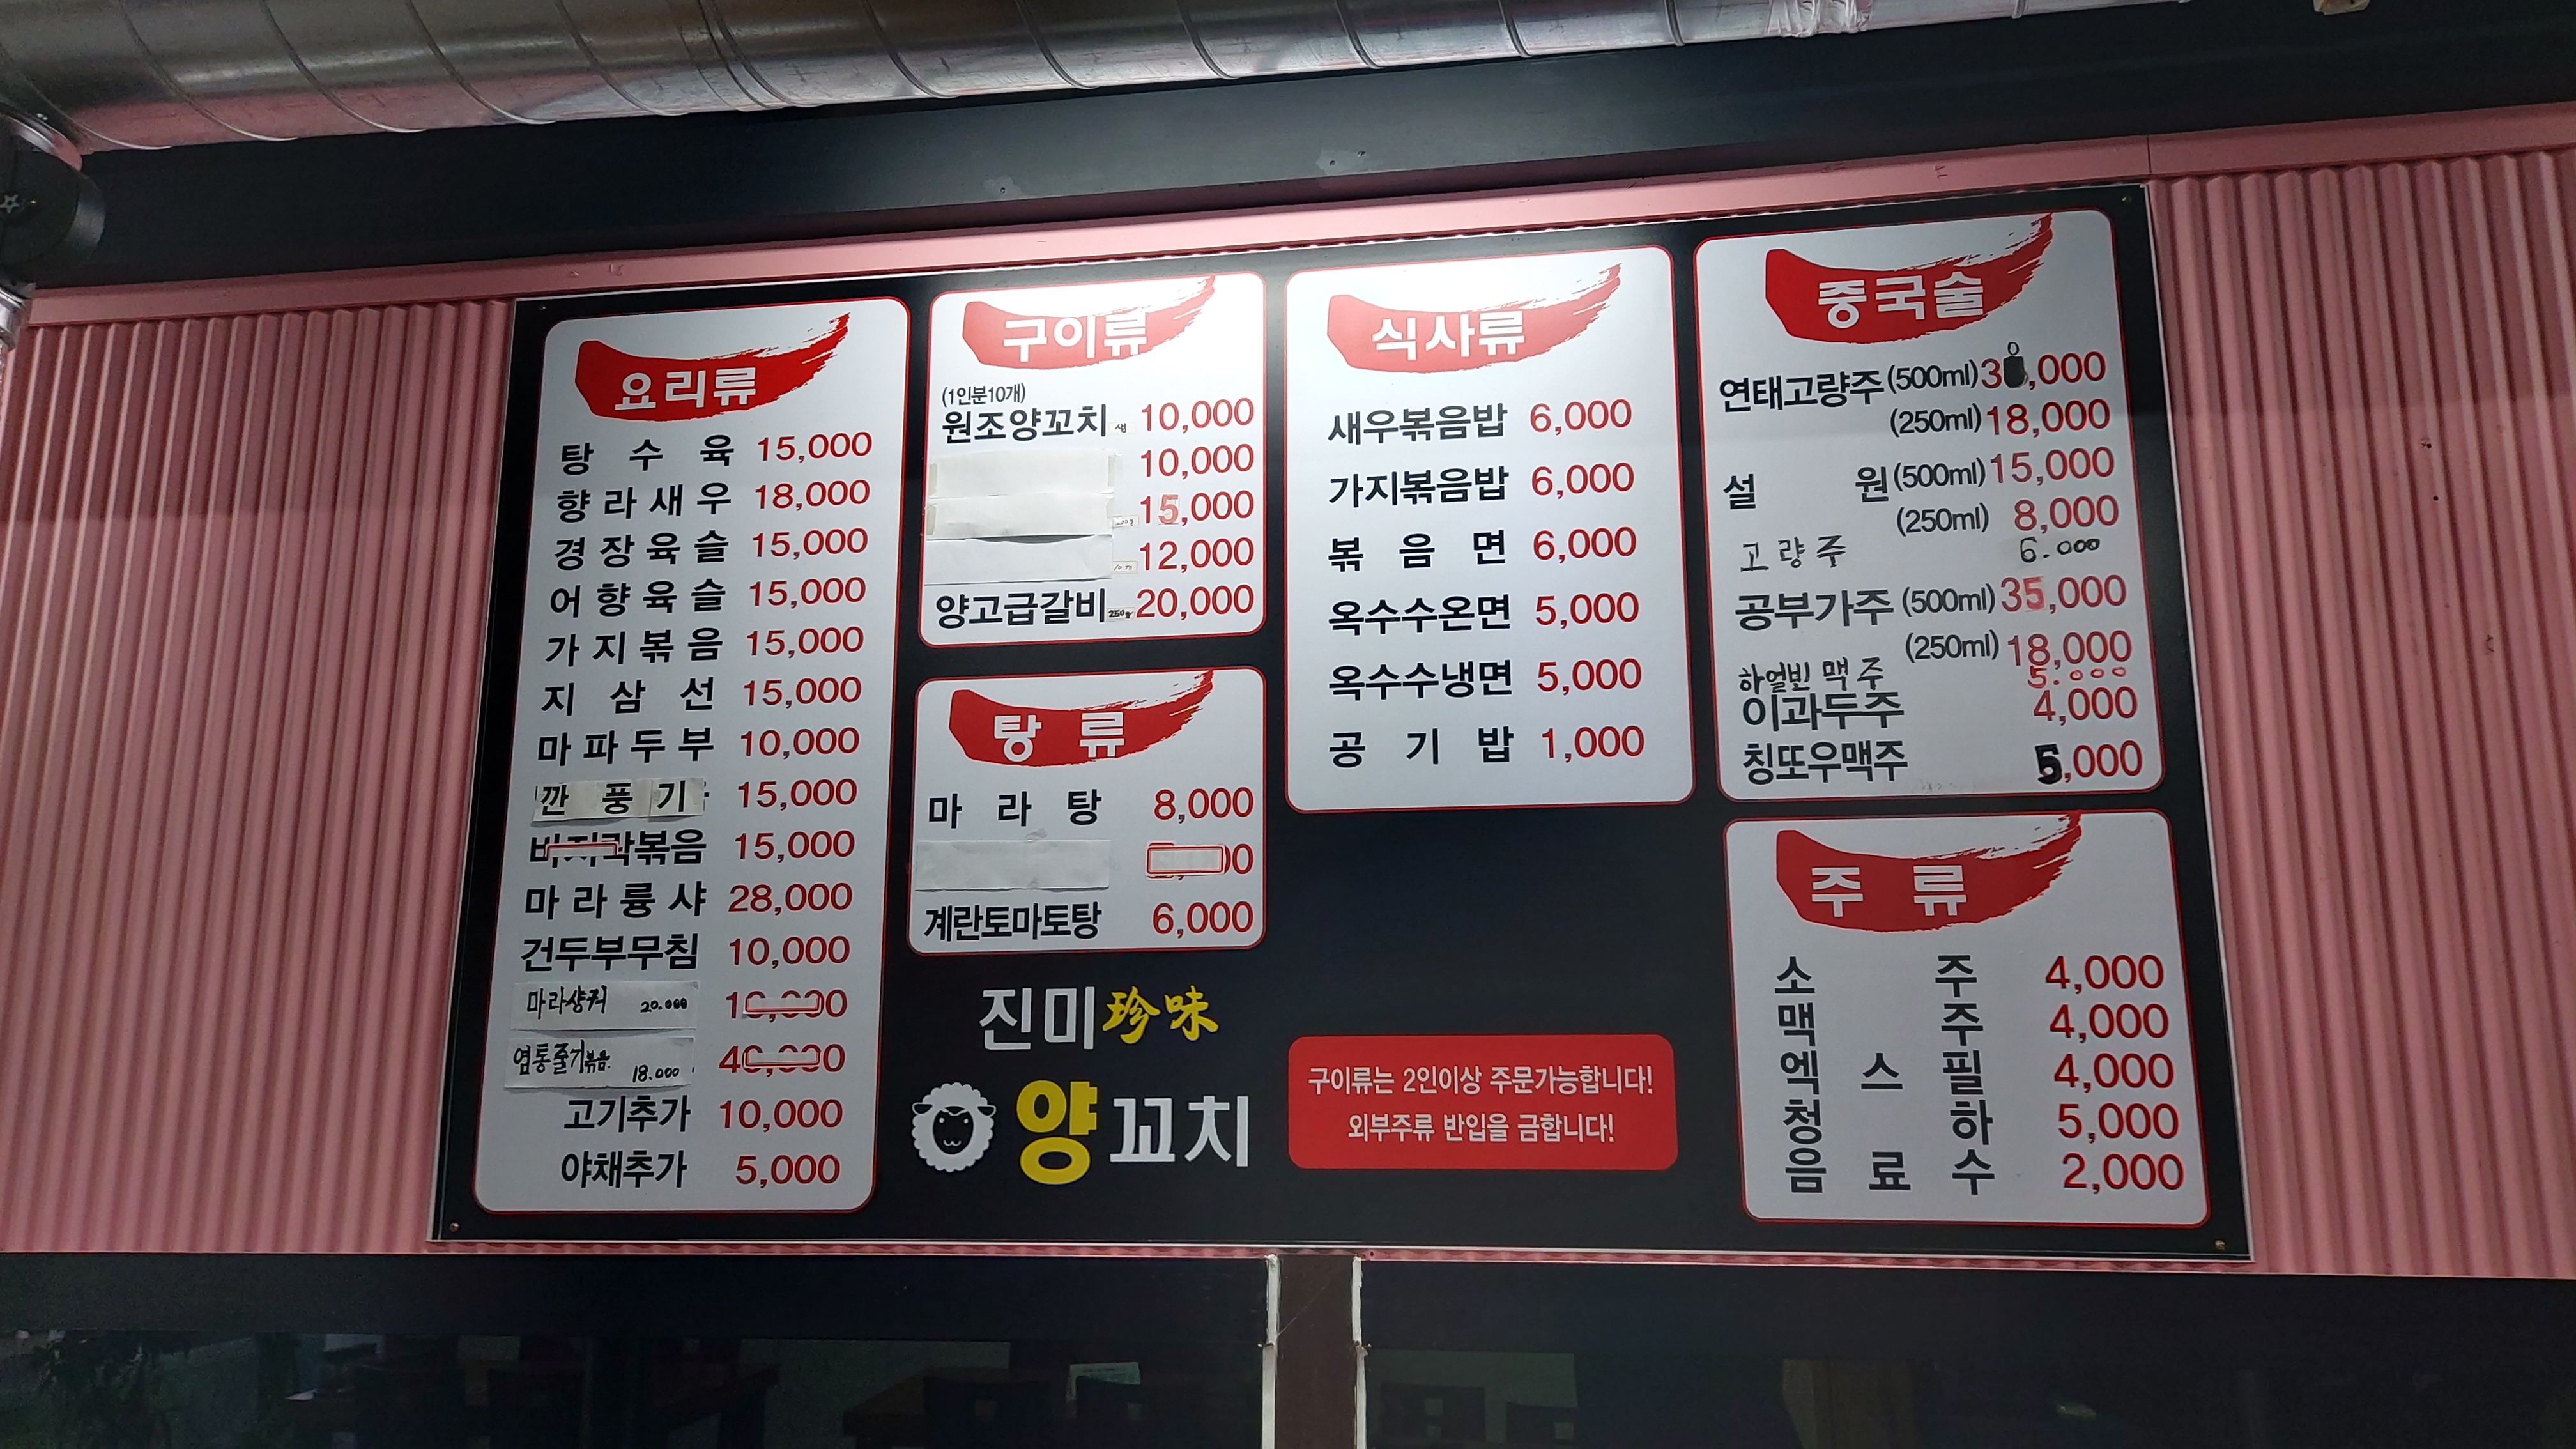 요리류
탕수육 15,000
향라새우 18,000
경장육슬 15,000
어향육슬 15,000
가지볶음 15,000
지삼선 15,000
마파두부 10,000
깐풍기 15,000
바지락볶음 15,000
마라룽샤 28,000
건두부무침 10,000
마라샹궈 20.000
염통줄기볶음. 18.000
고기추가 10,000
야채추가 5,000
구이류
(1인분10개)
원조양꼬치 생 10,000
10,000
15,000
10개 12,000
양고급갈비 20,000
탕류
마라탕 8,000
계란토마토탕 6,000
진미 珍味
양꼬치
식사류
새우볶음밥 6,000
가지볶음밥 6,000
볶음면 6,000
옥수수온면 5,000
옥수수냉면 5,000
공기밥 1,000
구이류는 2인이상 주문가능합니다!
외부주류 반입을 금합니다!
중국술
연태고량주 (500ml)
(250ml) 18,000
설원 (500ml) 15,000
(250ml) 8,000
고량주 6.000
공부가주 (500ml) 35,000
(250ml) 18,000
하얼빈 맥주 5.000
이과두주 4,000
칭또우맥주 5,000
주류
소주 4,000
맥주 4,000
엑스필 4,000
청하 5,000
음료수 2,000